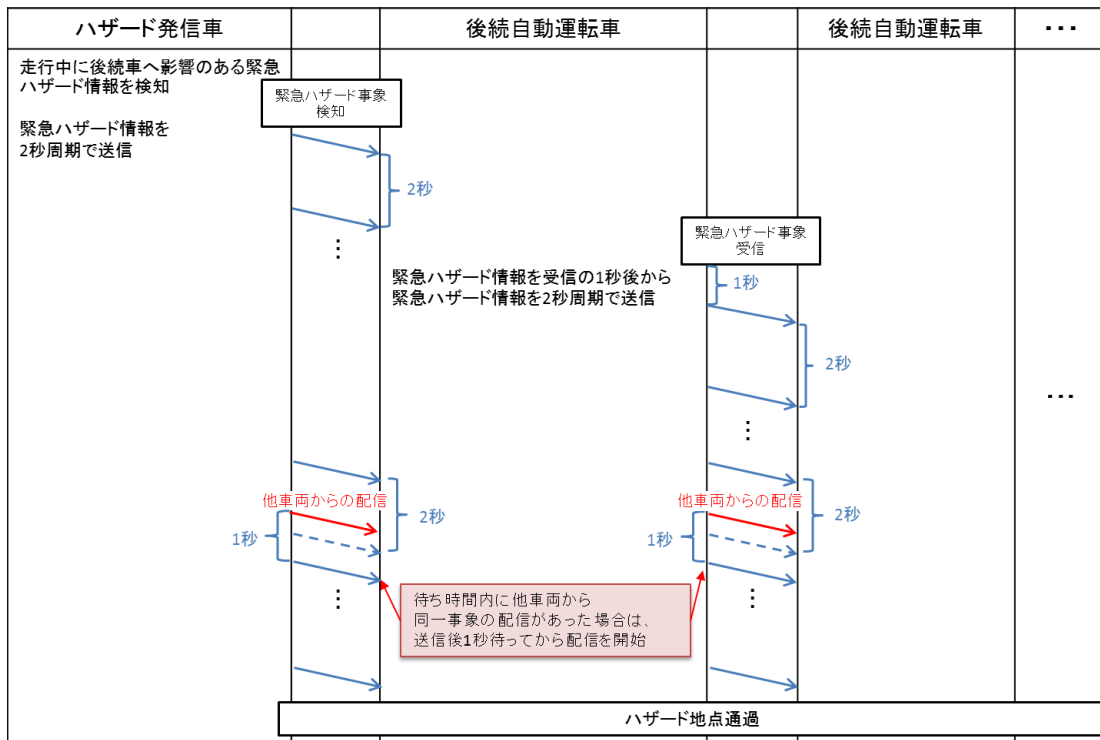 ハザード発信車
後続自動運転車
後続自動運転車
･･･
走行中に後続車へ影響のある緊急
ハザード情報を検知
緊急ハザード事象
検知
緊急ハザード情報を
2秒周期で送信
2秒
緊急ハザード事象
受信
緊急ハザード情報を受信の1秒後から
緊急ハザード情報を2秒周期で送信
1秒
2秒
･･･
他車両からの配信
2秒
1秒
他車両からの配信
2秒
1秒
待ち時間内に他車両から
同一事象の配信があった場合は、
送信後1秒待ってから配信を開始
ハザード地点通過